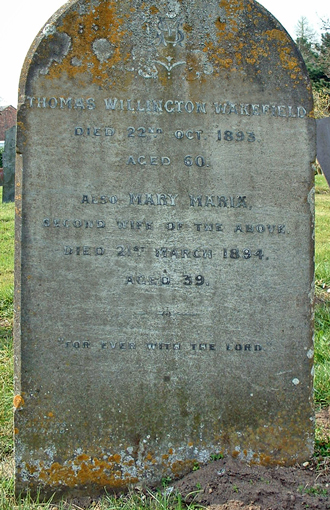 THOMAS WILLINGTON WAKEFIELD
DIED 22ND OCT. 1893.
AGED 60.
ALSO MARY MARIA,
SECOND WIFE OF THE ABOVE
DIED 21ST MARCH 1894.
AGED 39.
"FOR EVER WITH THE LORD.